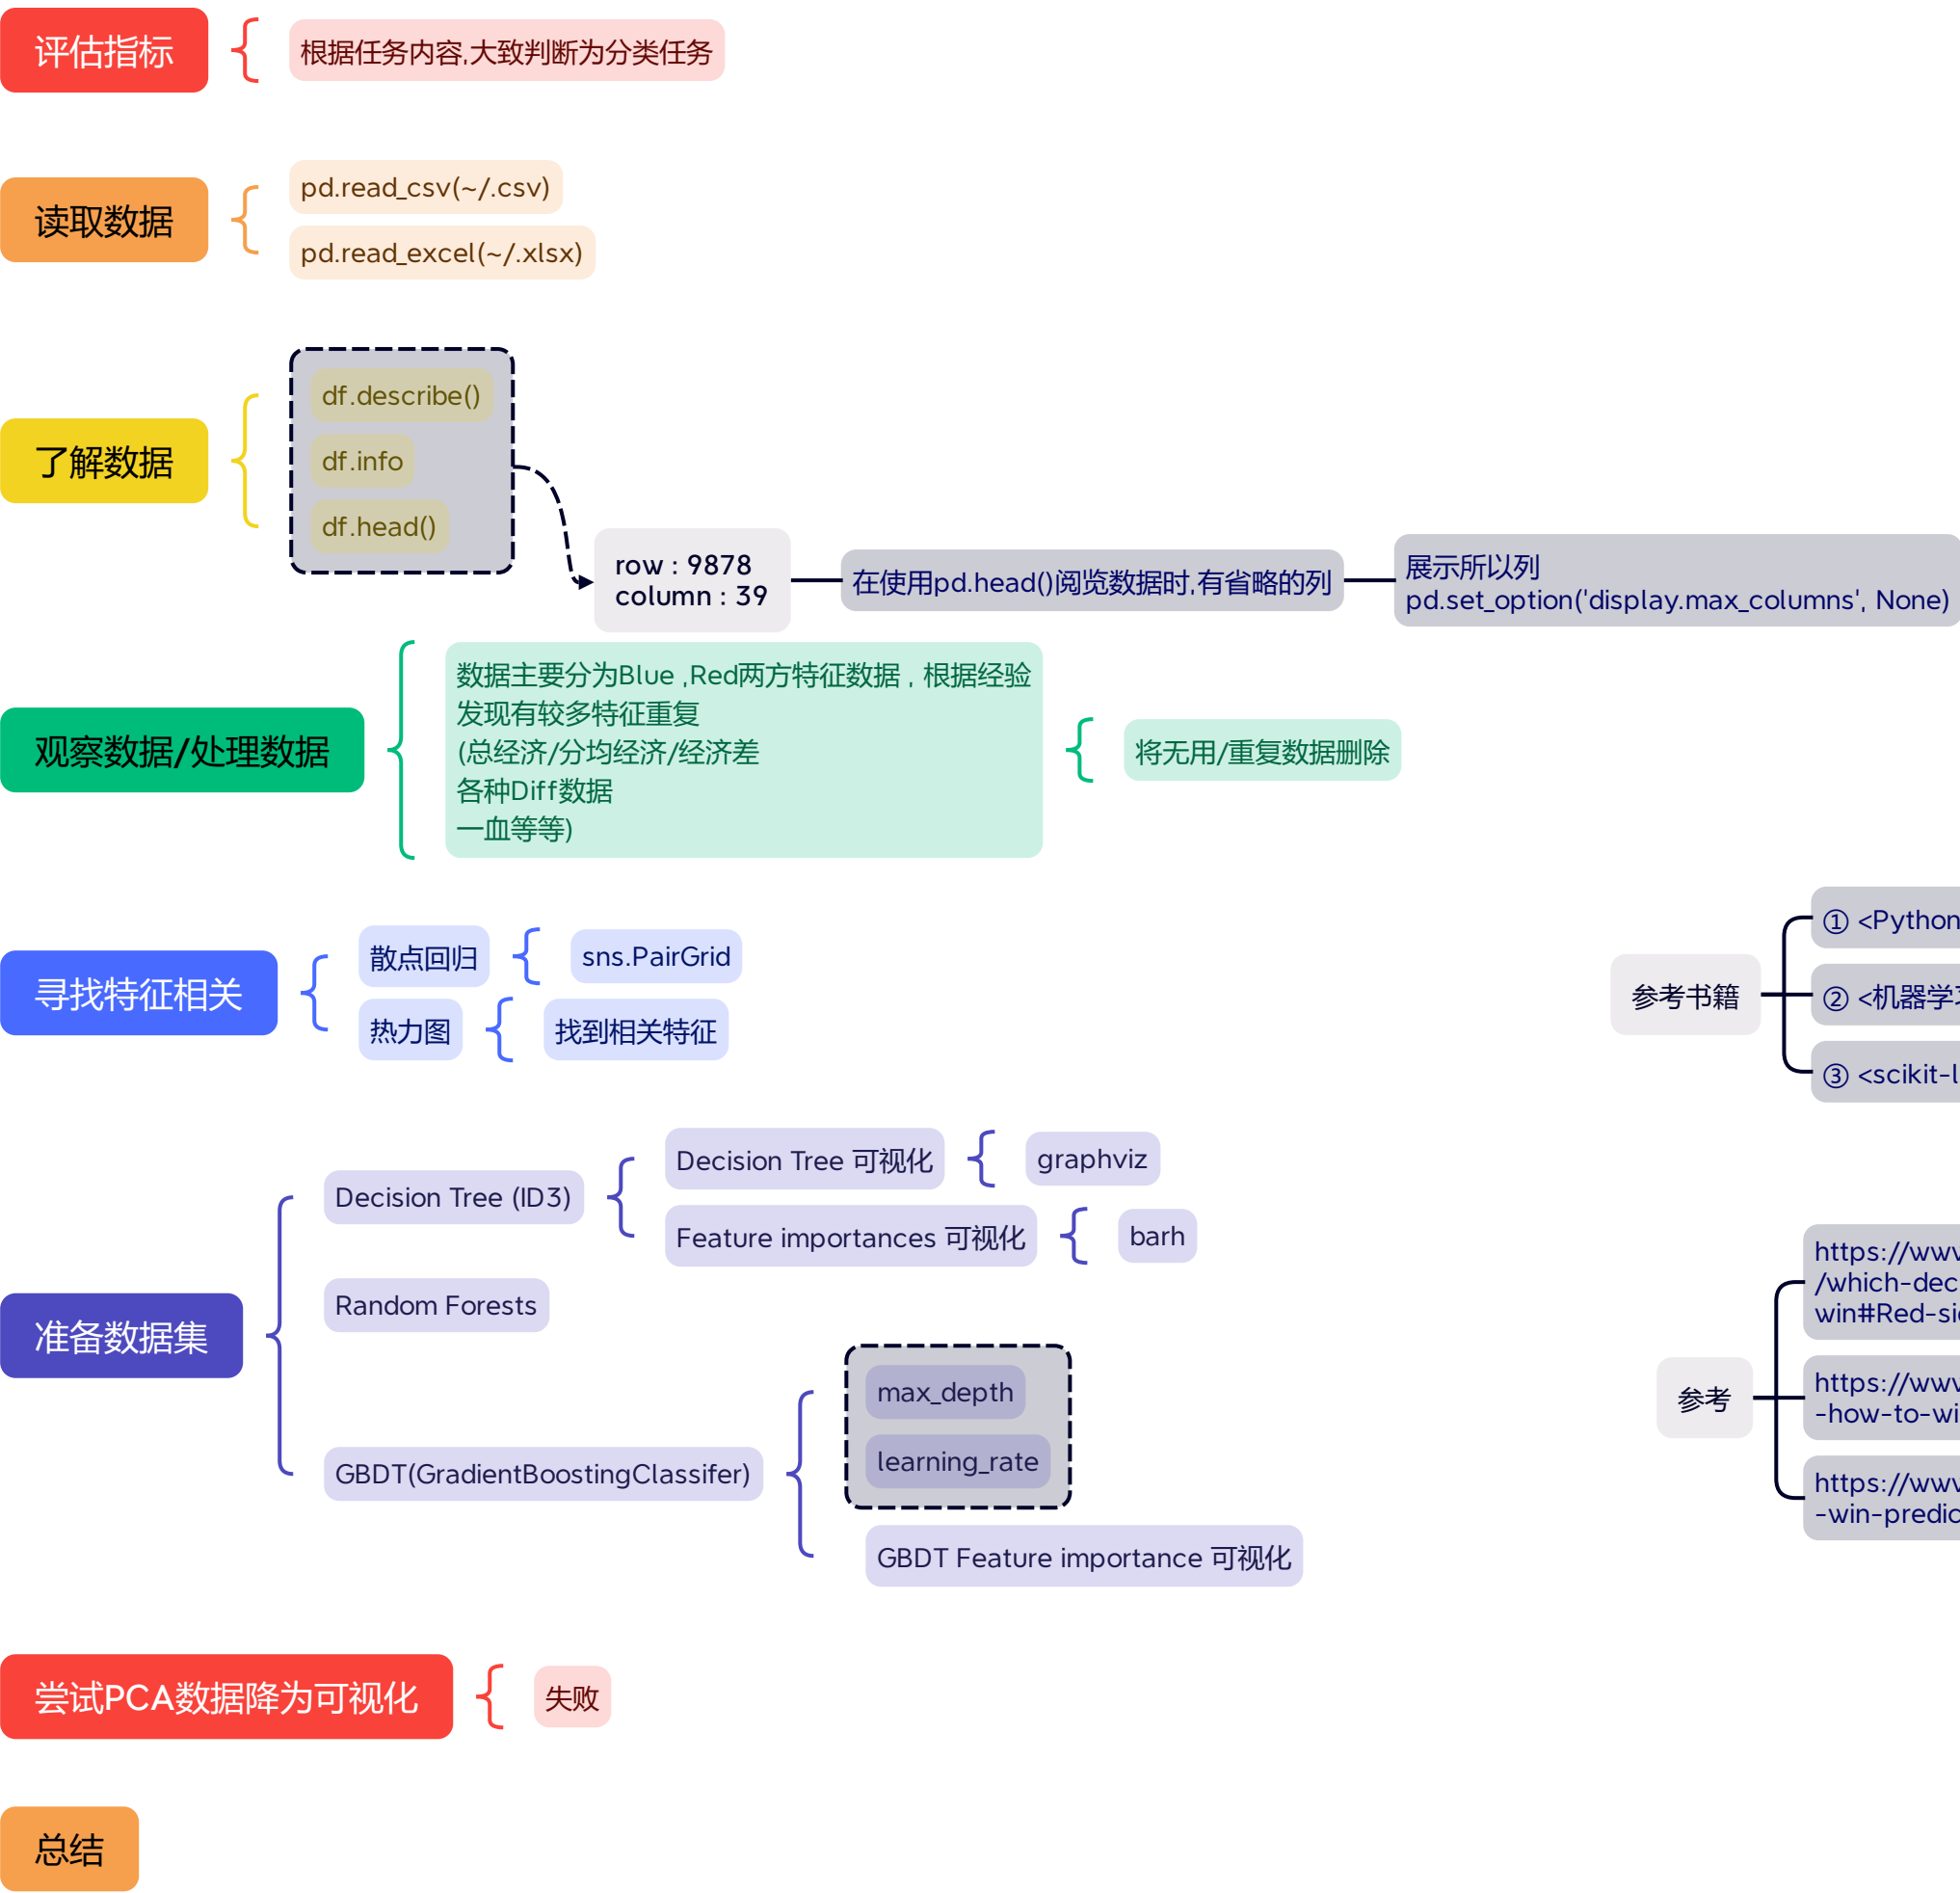 评估指标
根据任务内容,大致判断为分类任务
读取数据
pd.read_csv(~/.csv)
pd.read_excel(~/.xlsx)
了解数据
df.describe()
df.info
df.head()
row : 9878
column : 39
在使用pd.head()阅览数据时,有省略的列
展示所以列
pd.set_option('display.max_columns', None)
观察数据/处理数据
数据主要分为Blue ,Red两方特征数据 , 根据经验
发现有较多特征重复
(总经济/分均经济/经济差
各种Diff数据
一血等等)
将无用/重复数据删除
寻找特征相关
散点回归
sns.PairGrid
热力图
找到相关特征
参考书籍
① <Python
② <机器学
③ <scikit-l
准备数据集
Decision Tree (ID3)
Decision Tree 可视化
graphviz
Feature importances 可视化
barh
Random Forests
GBDT(GradientBoostingClassifer)
max_depth
learning_rate
GBDT Feature importance 可视化
参考
https://www
/which-dec
win#Red-si
https://www
-how-to-wi
https://www
-win-predic
尝试PCA数据降为可视化
失败
总结